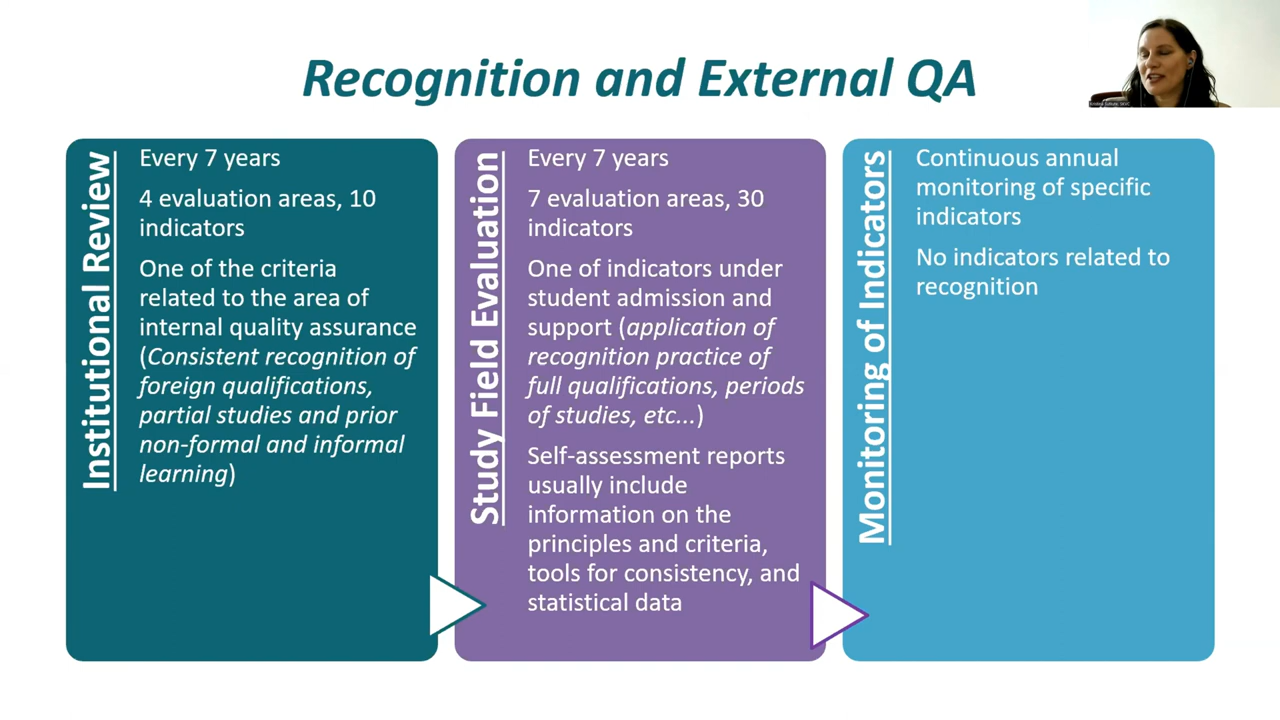 Recognition and External QA
Institutional Review
Every 7 years
4 evaluation areas, 10
indicators
One of the criteria
related to the area of
internal quality assurance
(Consistent recognition of
foreign qualifications,
partial studies and prior
non-formal and informal
learning)
Study Field Evaluation
Every 7 years
7 evaluation areas, 30
indicators
One of indicators under
student admission and
support (application of
recognition practice of
full qualifications, periods
of studies, etc...)
Self-assessment reports
usually include
information on the
principles and criteria,
tools for consistency, and
statistical data
Monitoring of Indicators
Continuous annual
monitoring of specific
indicators
No indicators related to
recognition